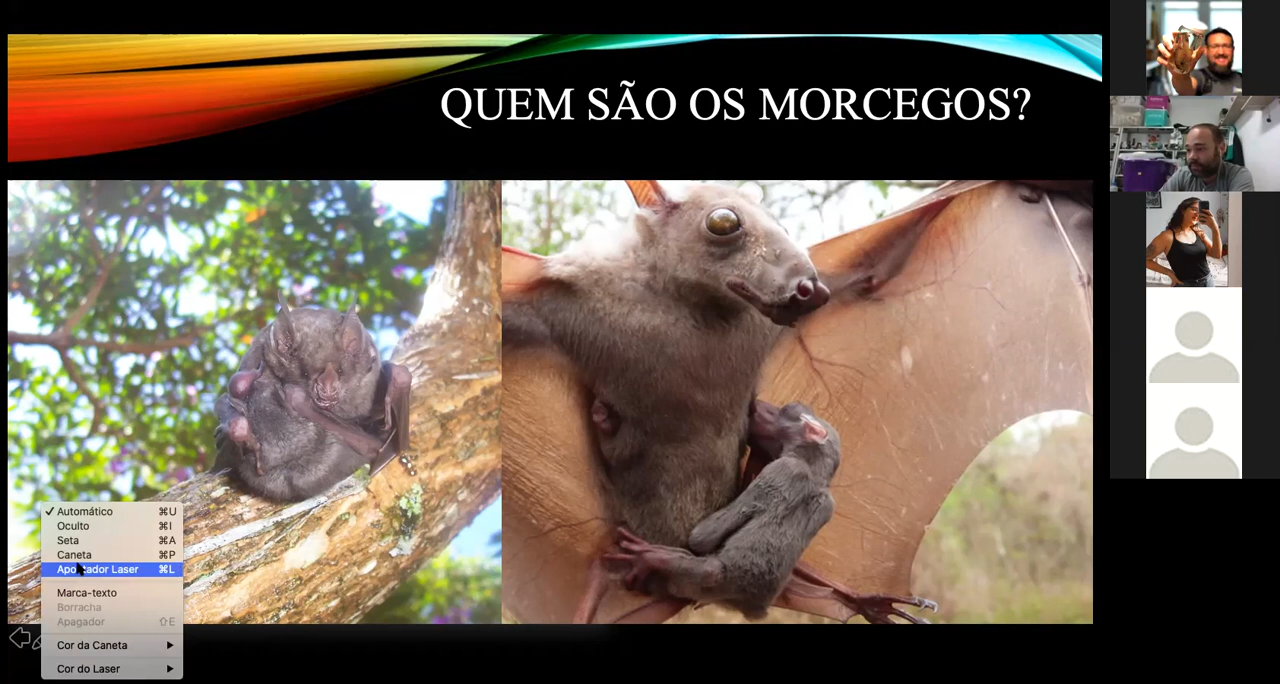 QUEM SÃO OS MORCEGOS?
✓ Automático ⌘U
Oculto ⌘I
Seta ⌘A
Caneta ⌘P
Apontador Laser ⌘L
Marca-texto
Borracha
Apagador ⇧E
Cor da Caneta ▶
Cor do Laser ▶